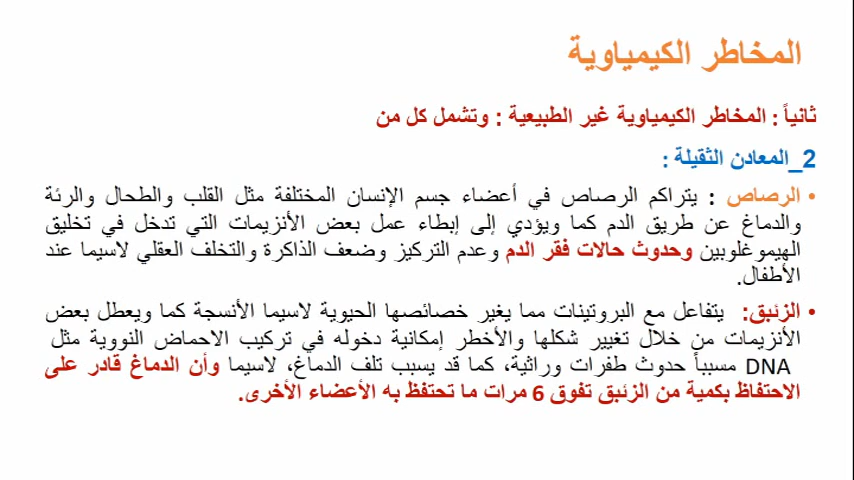 المخاطر الكيمياوية
ثانياً : المخاطر الكيمياوية غير الطبيعية : وتشمل كل من
2_المعادن الثقيلة :
• الرصاص : يتراكم الرصاص في أعضاء جسم الإنسان المختلفة مثل القلب والطحال والرئة
والدماغ عن طريق الدم كما ويؤدي إلى إبطاء عمل بعض الأنزيمات التي تدخل في تخليق
الهيموغلوبين وحدوث حالات فقر الدم وعدم التركيز وضعف الذاكرة والتخلف العقلي لاسيما عند
الأطفال.
• الزئبق: يتفاعل مع البروتينات مما يغير خصائصها الحيوية لاسيما الأنسجة كما ويعطل بعض
الأنزيمات من خلال تغيير شكلها والأخطر إمكانية دخوله في تركيب الاحماض النووية مثل
DNA مسبباً حدوث طفرات وراثية، كما قد يسبب تلف الدماغ، لاسيما وأن الدماغ قادر على
الاحتفاظ بكمية من الزئبق تفوق 6 مرات ما تحتفظ به الأعضاء الأخرى.